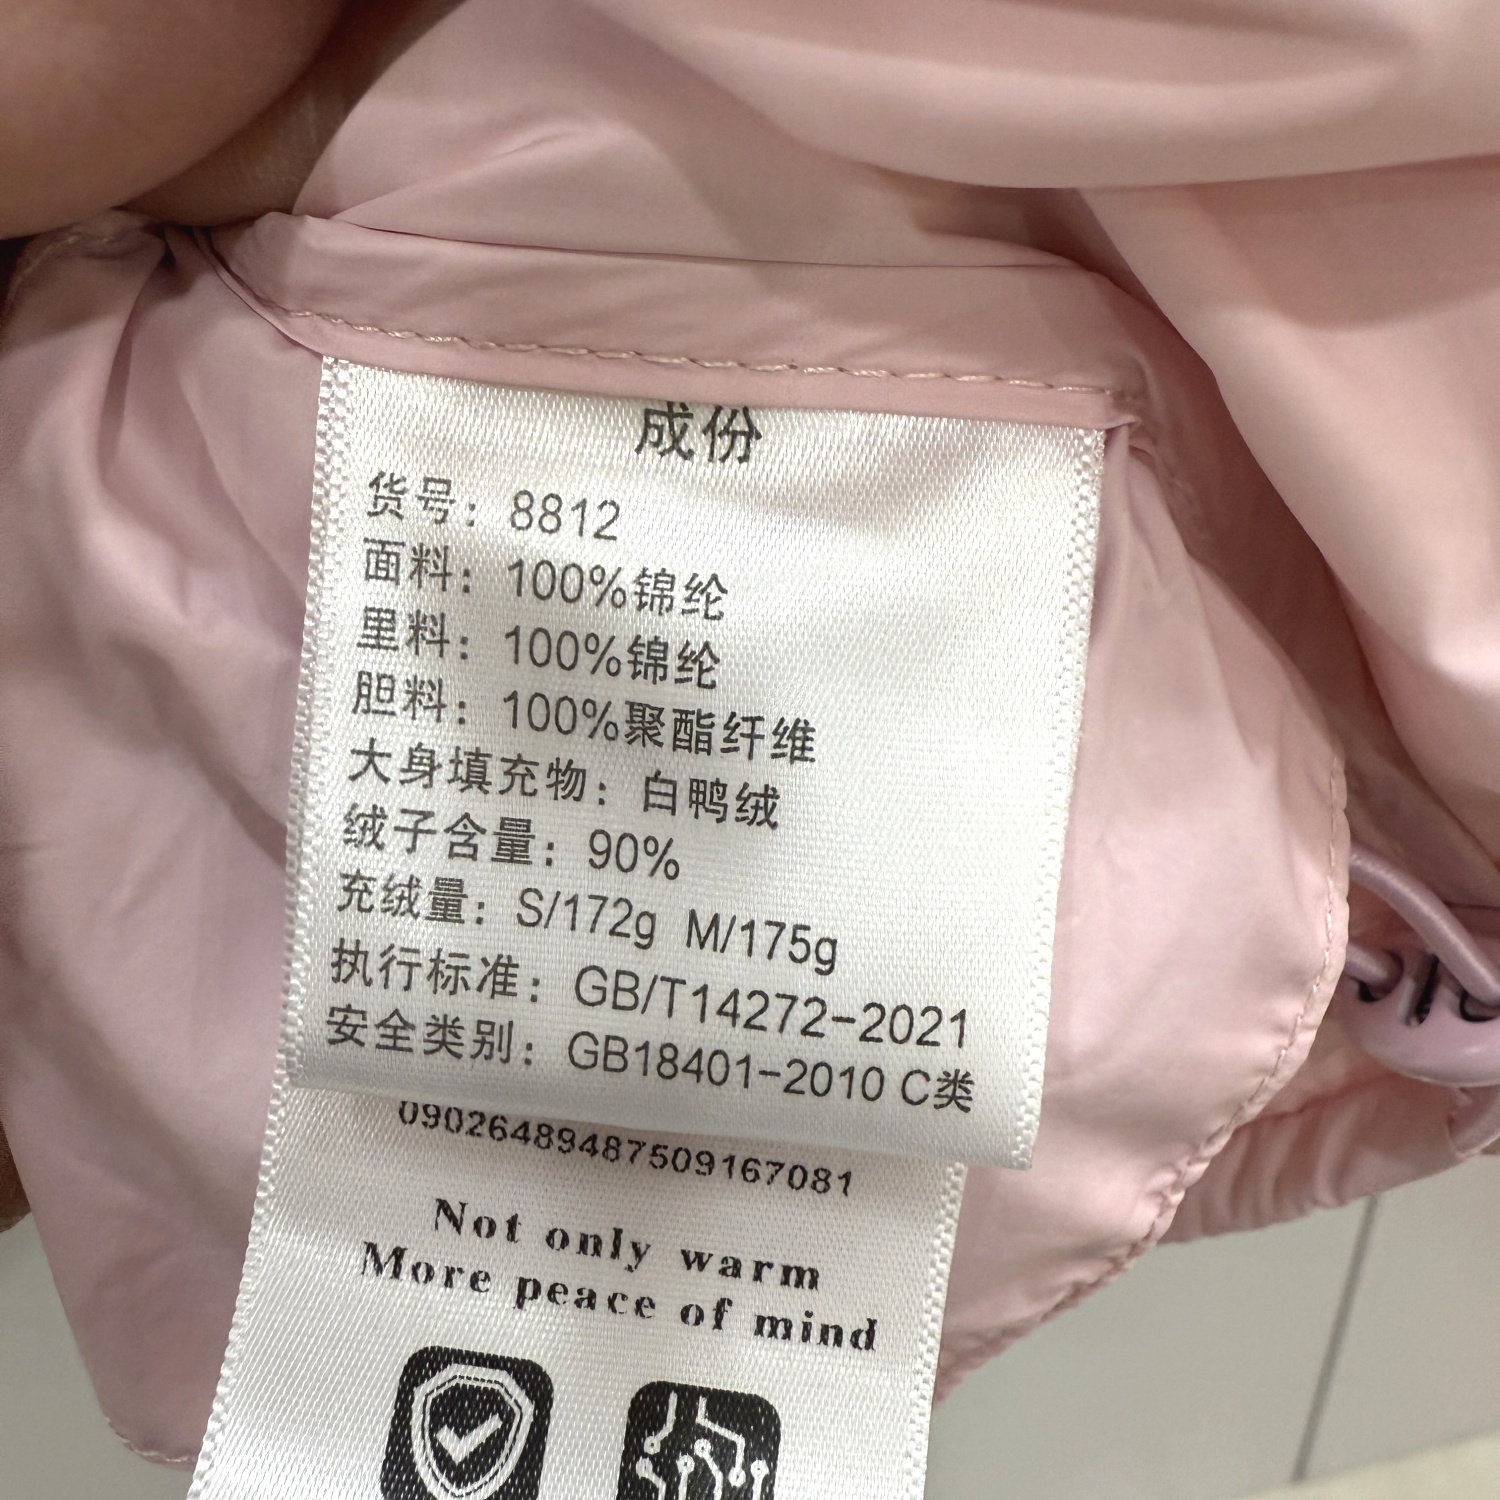 成份
货号：8812
面料：100%锦纶
里料：100%锦纶
胆料：100%聚酯纤维
大身填充物：白鸭绒
绒子含量：90%
充绒量：S/172g M/175g
执行标准：GB/T14272-2021
安全类别：GB18401-2010 C类
09026489487509167081
Not only warm
More peace of mind